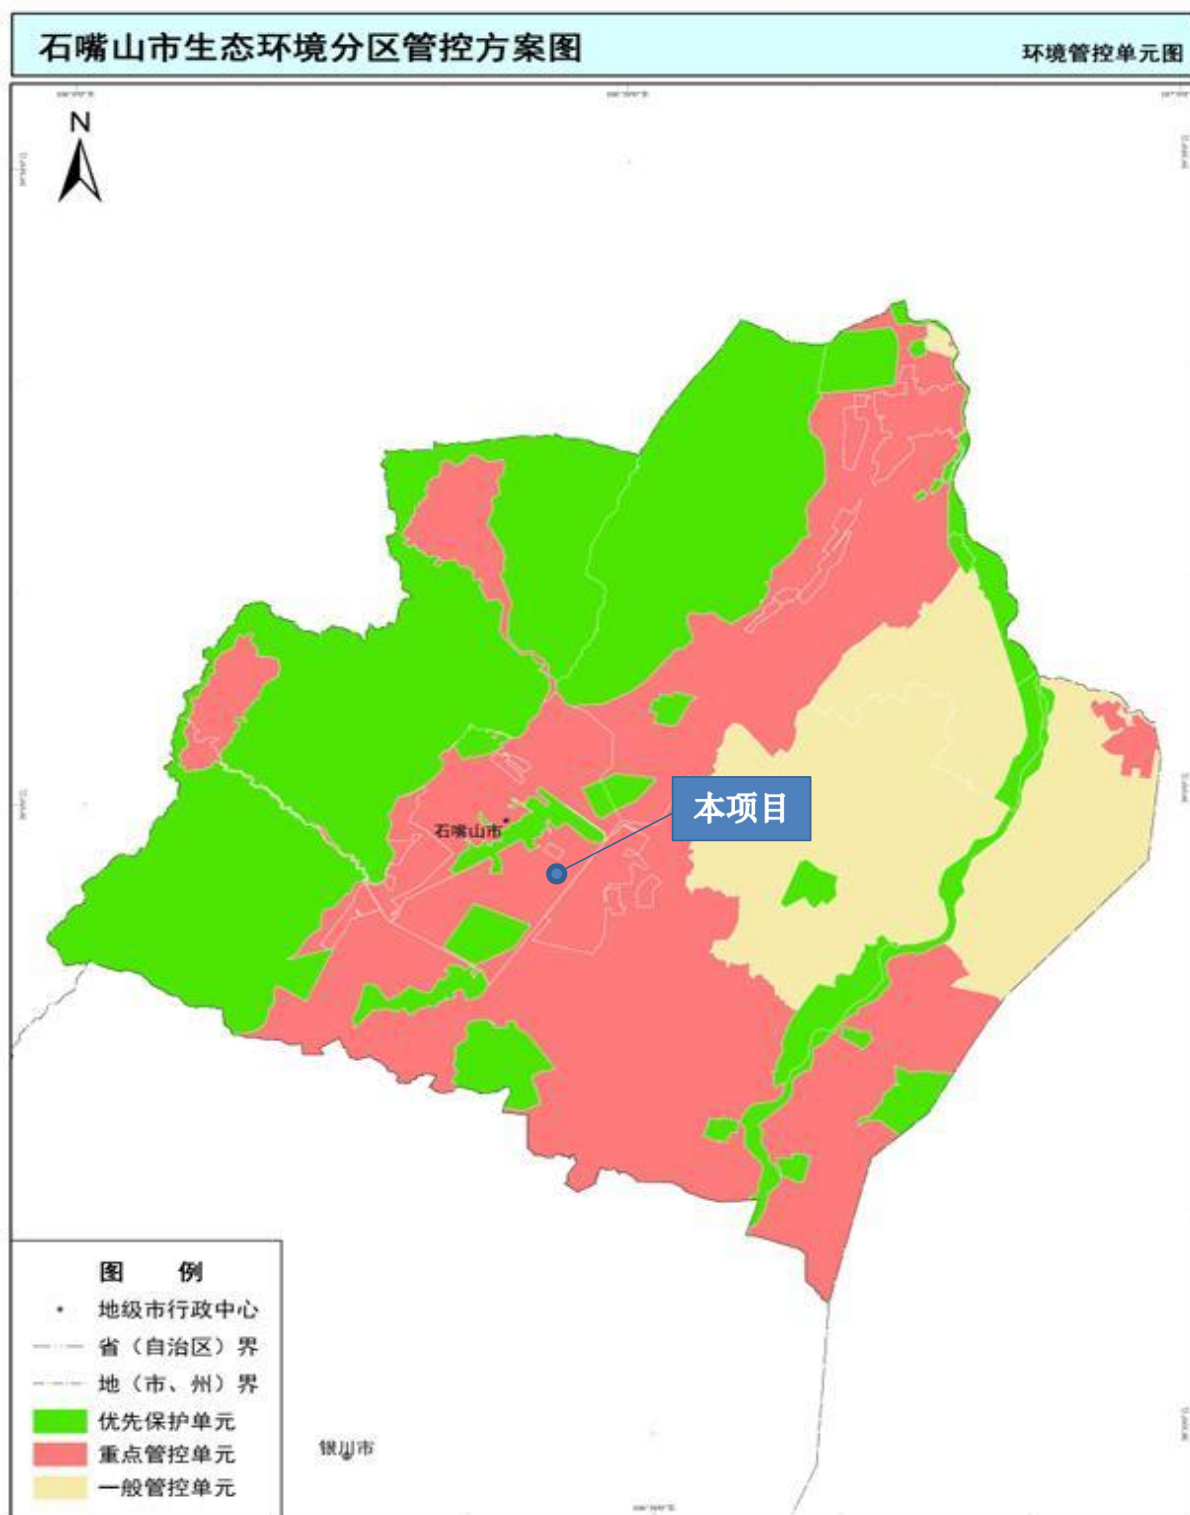 石嘴山市生态环境分区管控方案图
环境管控单元图
N
本项目
石嘴山市
图 例
地级市行政中心
省（自治区）界
地（市、州）界
优先保护单元
重点管控单元
一般管控单元
银川市